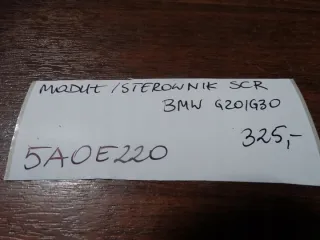 MODUŁ/STEROWNIK SCR
BMW G20/G30
325,-
5A0E220